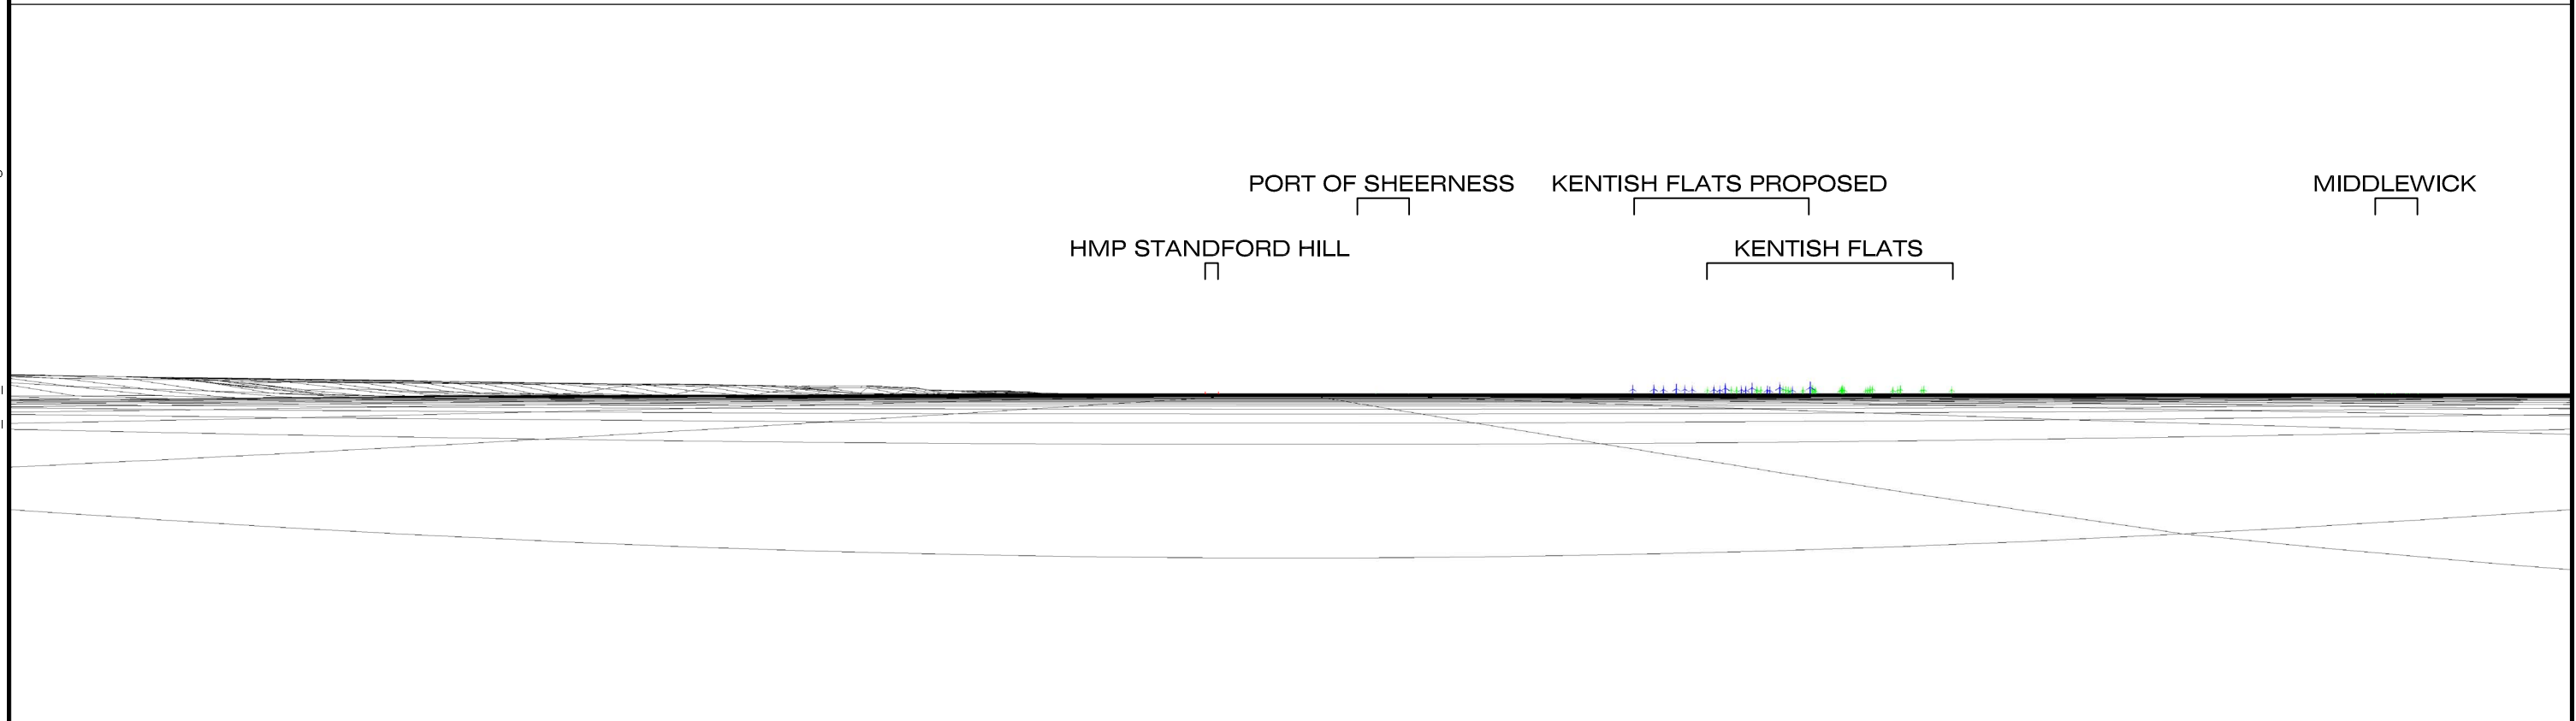 PORT OF SHEERNESS KENTISH FLATS PROPOSED MIDDLEWICK
HMP STANDFORD HILL KENTISH FLATS